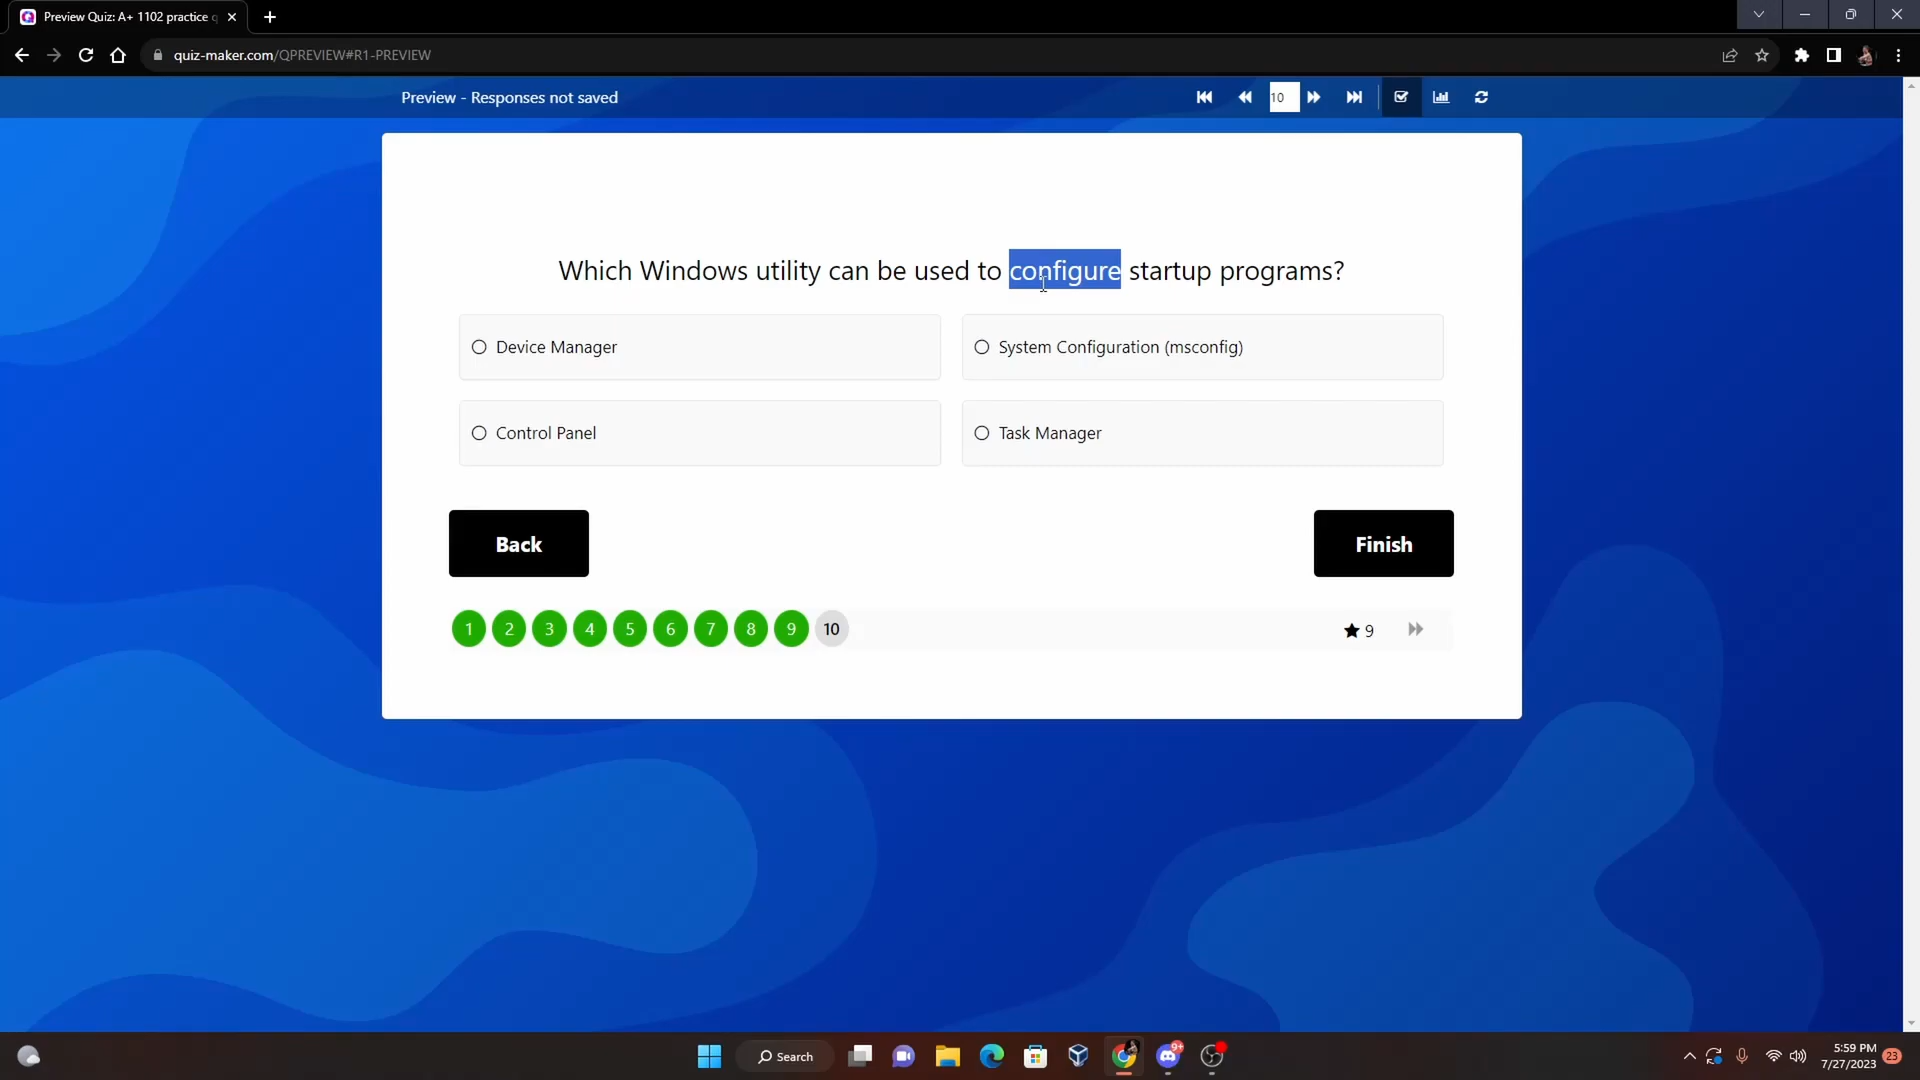 Preview Quiz: A+ 1102 practice q
quiz-maker.com/QPREVIEW#R1-PREVIEW
Preview - Responses not saved
10
Which Windows utility can be used to configure startup programs?
Device Manager
System Configuration (msconfig)
Control Panel
Task Manager
Back
Finish
1 2 3 4 5 6 7 8 9 10
9
Search
9+
5:59 PM
7/27/2023
23